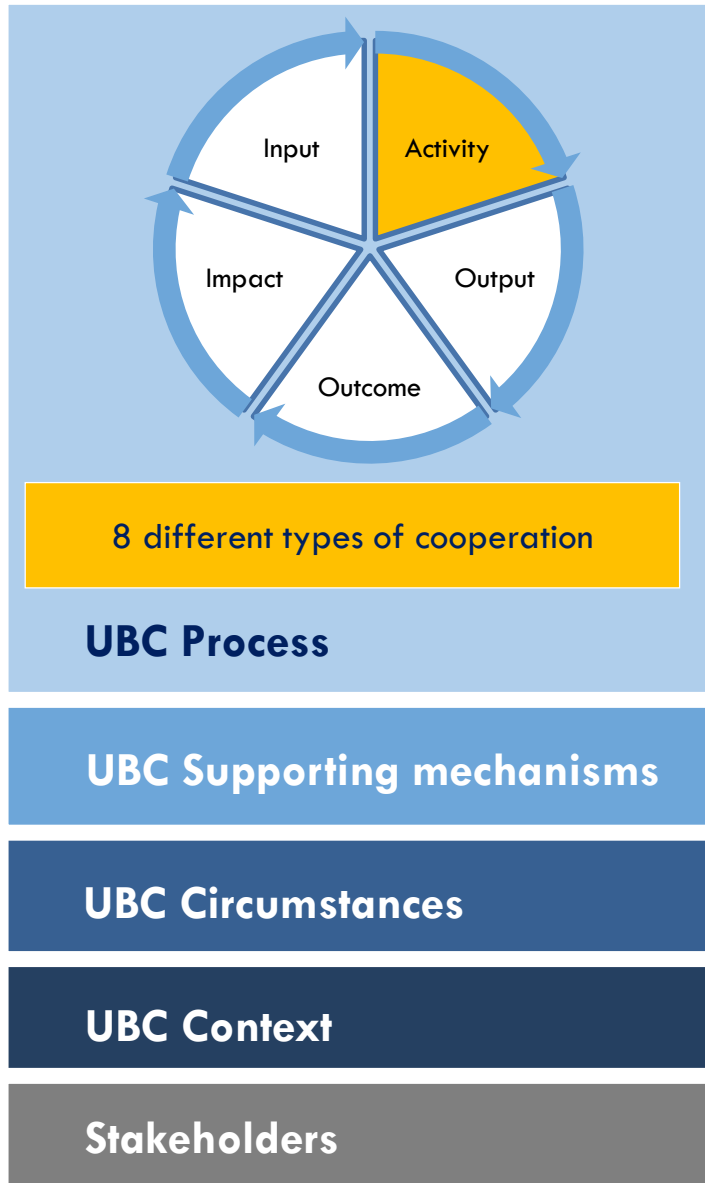 Input
Activity
Impact
Output
Outcome
8 different types of cooperation
UBC Process
UBC Supporting mechanisms
UBC Circumstances
UBC Context
Stakeholders